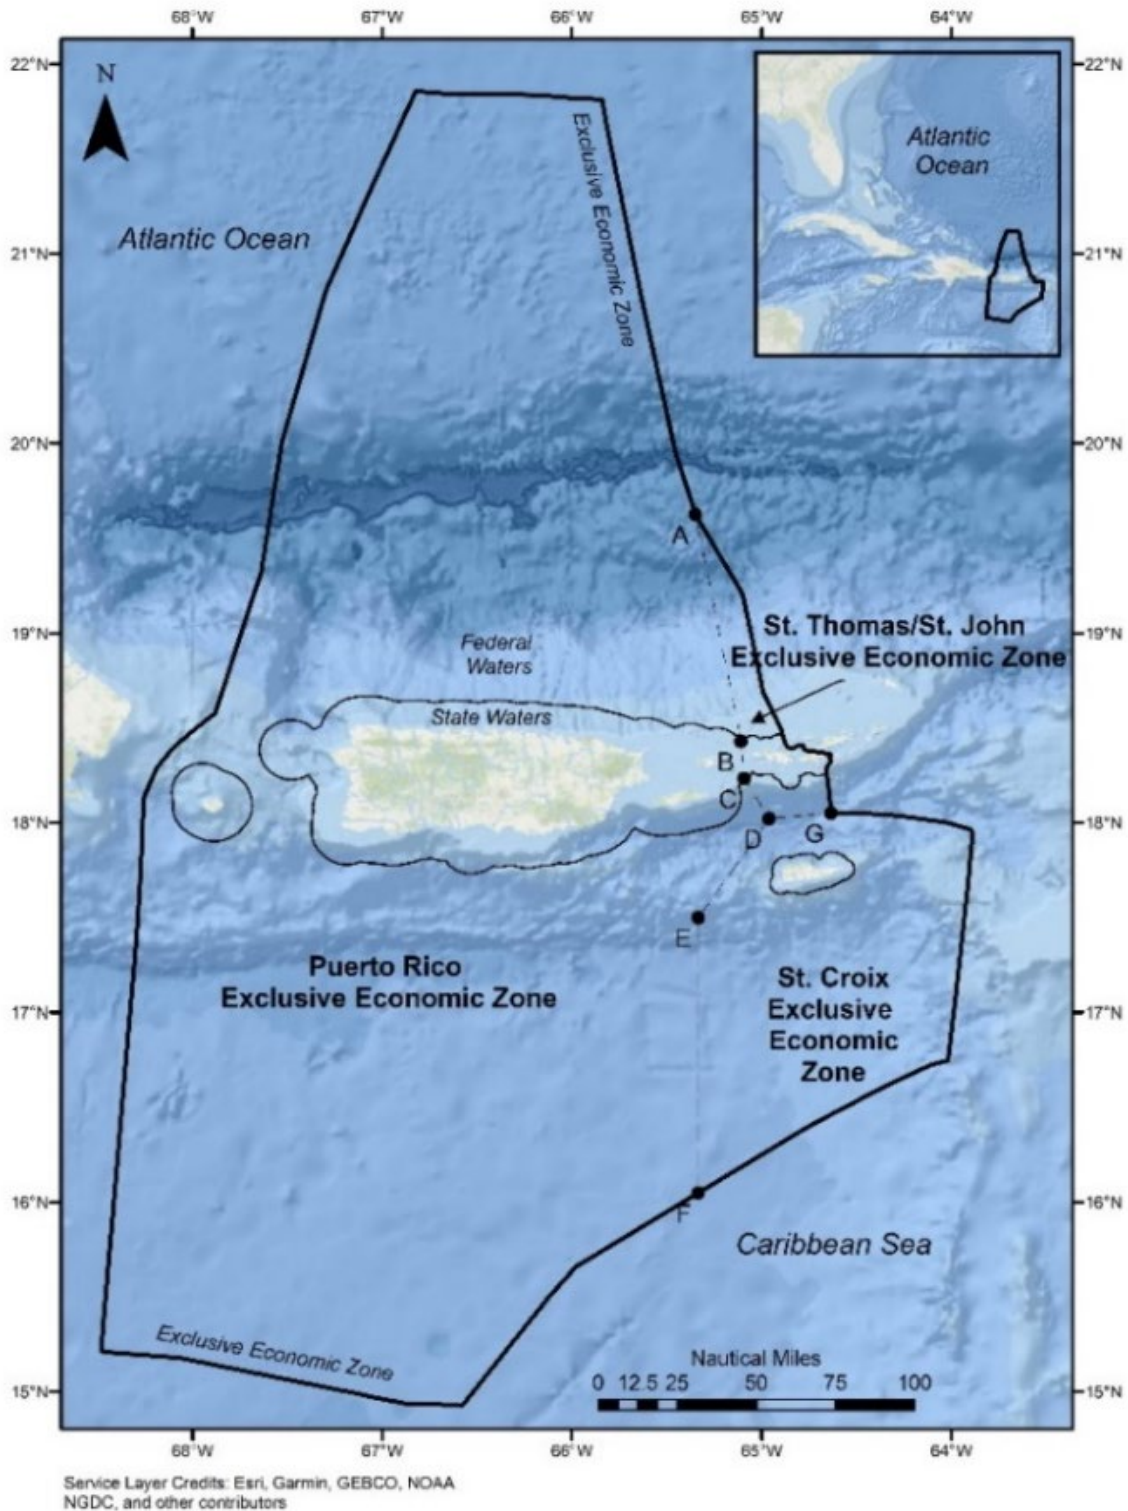 68°W 67°W 66°W 65°W 64°W
22°N 22°N
N
Atlantic
Ocean
Exclusive Economic Zone
Atlantic Ocean
21°N 21°N
20°N 20°N
A
19°N 19°N
St. Thomas/St. John
Exclusive Economic Zone
Federal
Waters
State Waters
B
C
18°N 18°N
D
G
E
Puerto Rico
Exclusive Economic Zone
St. Croix
Exclusive
Economic
Zone
17°N 17°N
16°N 16°N
F
Caribbean Sea
Exclusive Economic Zone
Nautical Miles
0 12.5 25 50 75 100
15°N 15°N
68°W 67°W 66°W 65°W 64°W
Service Layer Credits: Esri, Garmin, GEBCO, NOAA
NGDC, and other contributors